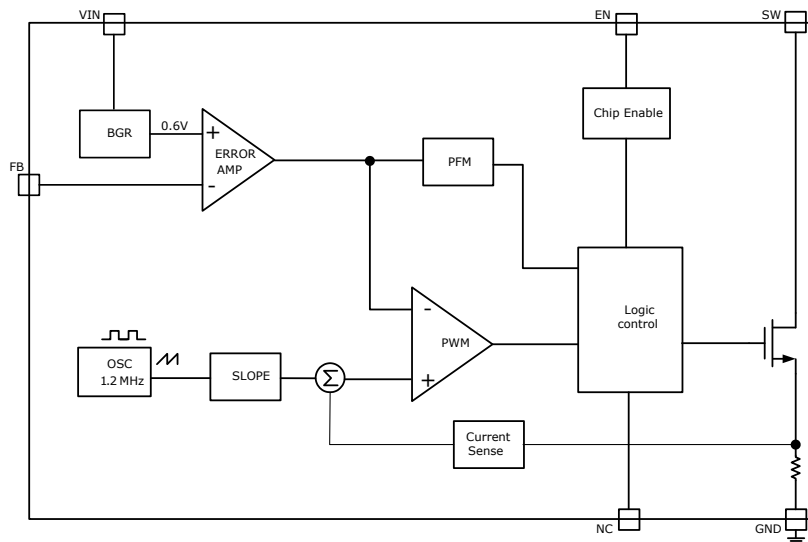 VIN
EN
SW
Chip Enable
BGR
0.6V
+
ERROR
AMP
-
FB
PFM
Logic
control
-
PWM
+
OSC
1.2 MHz
SLOPE
Σ
Current
Sense
NC
GND